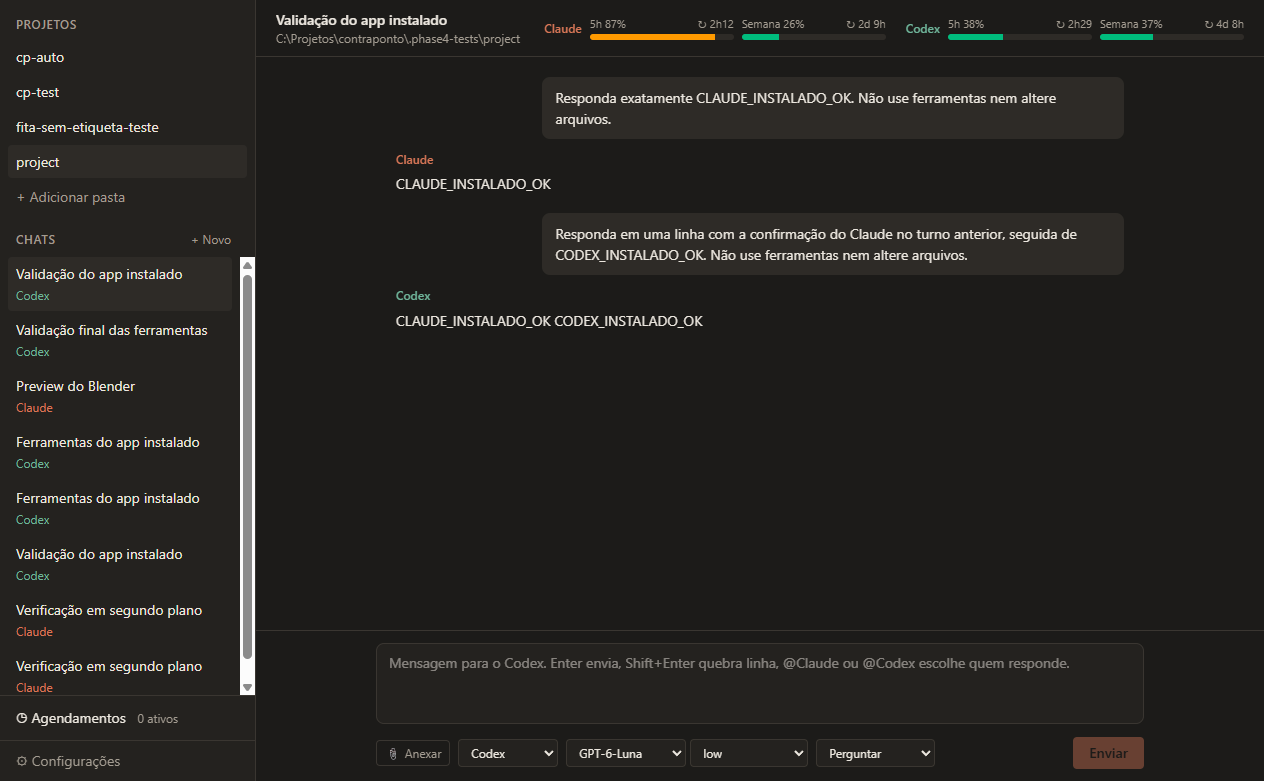 PROJETOS
cp-auto
cp-test
fita-sem-etiqueta-teste
project
+ Adicionar pasta
CHATS
+ Novo
Validação do app instalado
Codex
Validação final das ferramentas
Codex
Preview do Blender
Claude
Ferramentas do app instalado
Codex
Ferramentas do app instalado
Codex
Validação do app instalado
Codex
Verificação em segundo plano
Claude
Verificação em segundo plano
Claude
Agendamentos 0 ativos
Configurações
Validação do app instalado
C:\Projetos\contraponto\.phase4-tests\project
Claude 5h 87% ↻ 2h12 Semana 26% ↻ 2d 9h
Codex 5h 38% ↻ 2h29 Semana 37% ↻ 4d 8h
Responda exatamente CLAUDE_INSTALADO_OK. Não use ferramentas nem altere
arquivos.
Claude
CLAUDE_INSTALADO_OK
Responda em uma linha com a confirmação do Claude no turno anterior, seguida de
CODEX_INSTALADO_OK. Não use ferramentas nem altere arquivos.
Codex
CLAUDE_INSTALADO_OK CODEX_INSTALADO_OK
Mensagem para o Codex. Enter envia, Shift+Enter quebra linha, @Claude ou @Codex escolhe quem responde.
Anexar Codex GPT-6-Luna low Perguntar Enviar